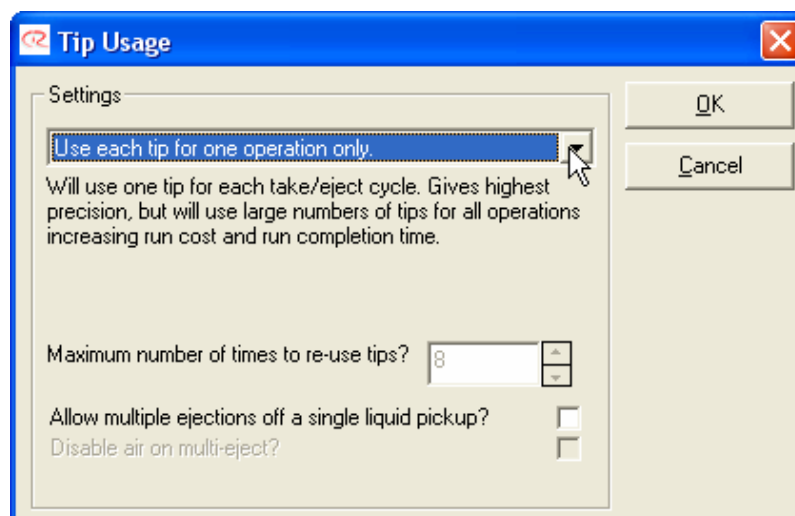 Tip Usage
Settings
Use each tip for one operation only.
OK
Cancel
Will use one tip for each take/eject cycle. Gives highest
precision, but will use large numbers of tips for all operations
increasing run cost and run completion time.
Maximum number of times to re-use tips? 8
Allow multiple ejections off a single liquid pickup?
Disable air on multi-eject?